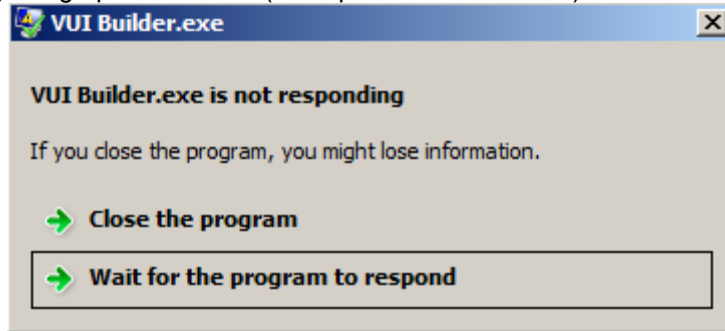 VUI Builder.exe
VUI Builder.exe is not responding
If you close the program, you might lose information.
Close the program
Wait for the program to respond